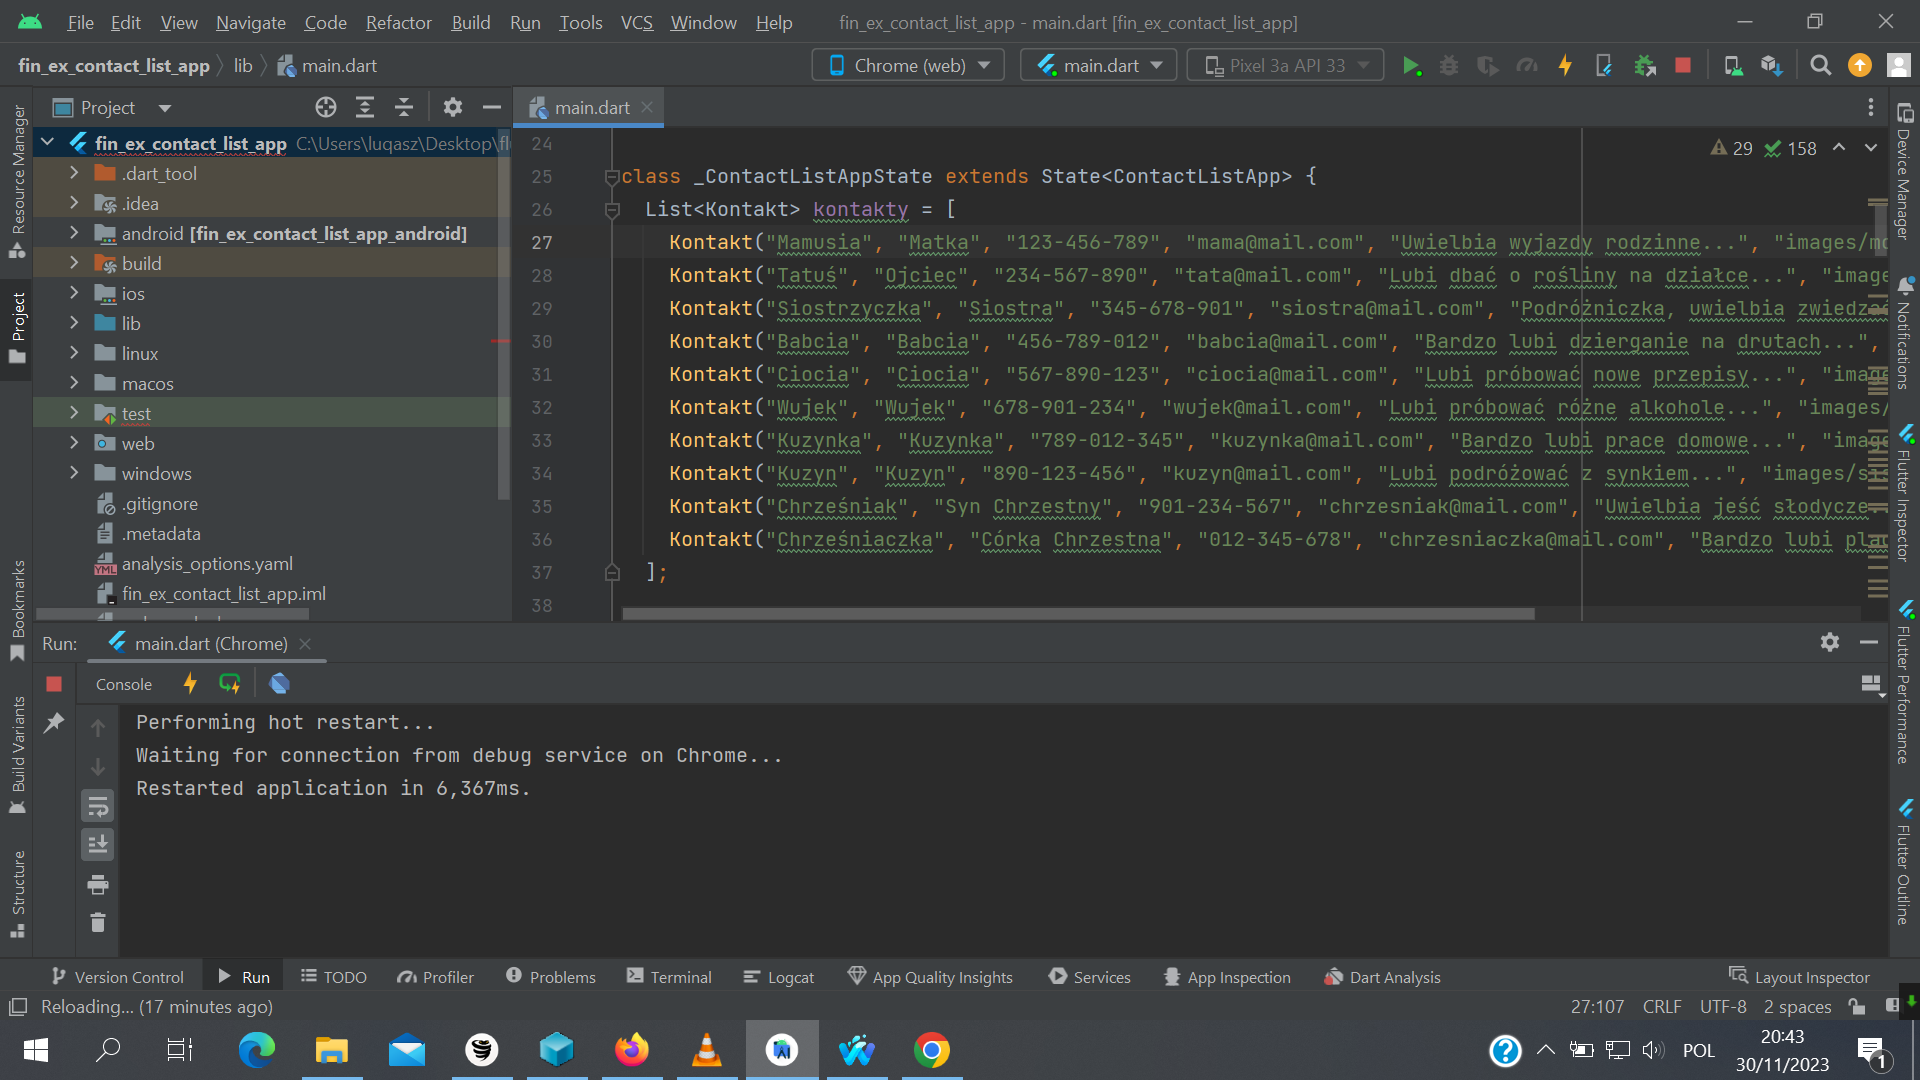 File Edit View Navigate Code Refactor Build Run Tools VCS Window Help fin_ex_contact_list_app - main.dart [fin_ex_contact_list_app]
fin_ex_contact_list_app lib main.dart Chrome (web) main.dart Pixel 3a API 33
Project main.dart
Resource Manager
Project
Bookmarks
Build Variants
Structure
fin_ex_contact_list_app C:\Users\luqasz\Desktop\fl
.dart_tool
.idea
android [fin_ex_contact_list_app_android]
build
ios
lib
linux
macos
test
web
windows
.gitignore
.metadata
analysis_options.yaml
fin_ex_contact_list_app.iml
29 158
24
25 class _ContactListAppState extends State<ContactListApp> {
26 List<Kontakt> kontakty = [
27 Kontakt("Mamusia", "Matka", "123-456-789", "mama@mail.com", "Uwielbia wyjazdy rodzinne...", "images/mo
28 Kontakt("Tatuś", "Ojciec", "234-567-890", "tata@mail.com", "Lubi dbać o rośliny na działce...", "image
29 Kontakt("Siostrzyczka", "Siostra", "345-678-901", "siostra@mail.com", "Podróżniczka, uwielbia zwiedzać
30 Kontakt("Babcia", "Babcia", "456-789-012", "babcia@mail.com", "Bardzo lubi dzierganie na drutach...",
31 Kontakt("Ciocia", "Ciocia", "567-890-123", "ciocia@mail.com", "Lubi próbować nowe przepisy...", "imag
32 Kontakt("Wujek", "Wujek", "678-901-234", "wujek@mail.com", "Lubi próbować różne alkohole...", "images/
33 Kontakt("Kuzynka", "Kuzynka", "789-012-345", "kuzynka@mail.com", "Bardzo lubi prace domowe...", "imag
34 Kontakt("Kuzyn", "Kuzyn", "890-123-456", "kuzyn@mail.com", "Lubi podróżować z synkiem...", "images/sis
35 Kontakt("Chrześniak", "Syn Chrzestny", "901-234-567", "chrzesniak@mail.com", "Uwielbia jeść słodycze.
36 Kontakt("Chrześniaczka", "Córka Chrzestna", "012-345-678", "chrzesniaczka@mail.com", "Bardzo lubi pla
37 ];
38
Device Manager
Notifications
Flutter Inspector
Flutter Performance
Flutter Outline
Run: main.dart (Chrome)
Console
Performing hot restart...
Waiting for connection from debug service on Chrome...
Restarted application in 6,367ms.
Version Control Run TODO Profiler Problems Terminal Logcat App Quality Insights Services App Inspection Dart Analysis Layout Inspector
Reloading... (17 minutes ago) 27:107 CRLF UTF-8 2 spaces
POL 20:43
30/11/2023 1